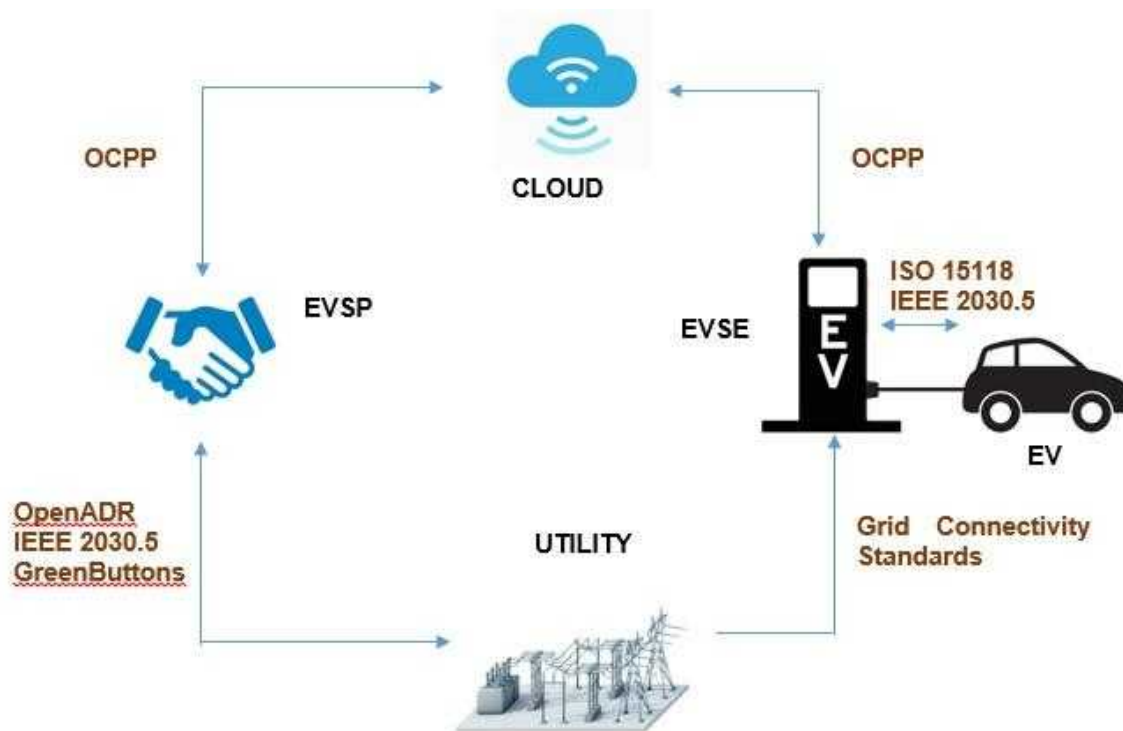 OCPP
OCPP
CLOUD
EVSP
EVSE
ISO 15118
IEEE 2030.5
EV
EV
OpenADR
IEEE 2030.5
GreenButtons
UTILITY
Grid Connectivity
Standards